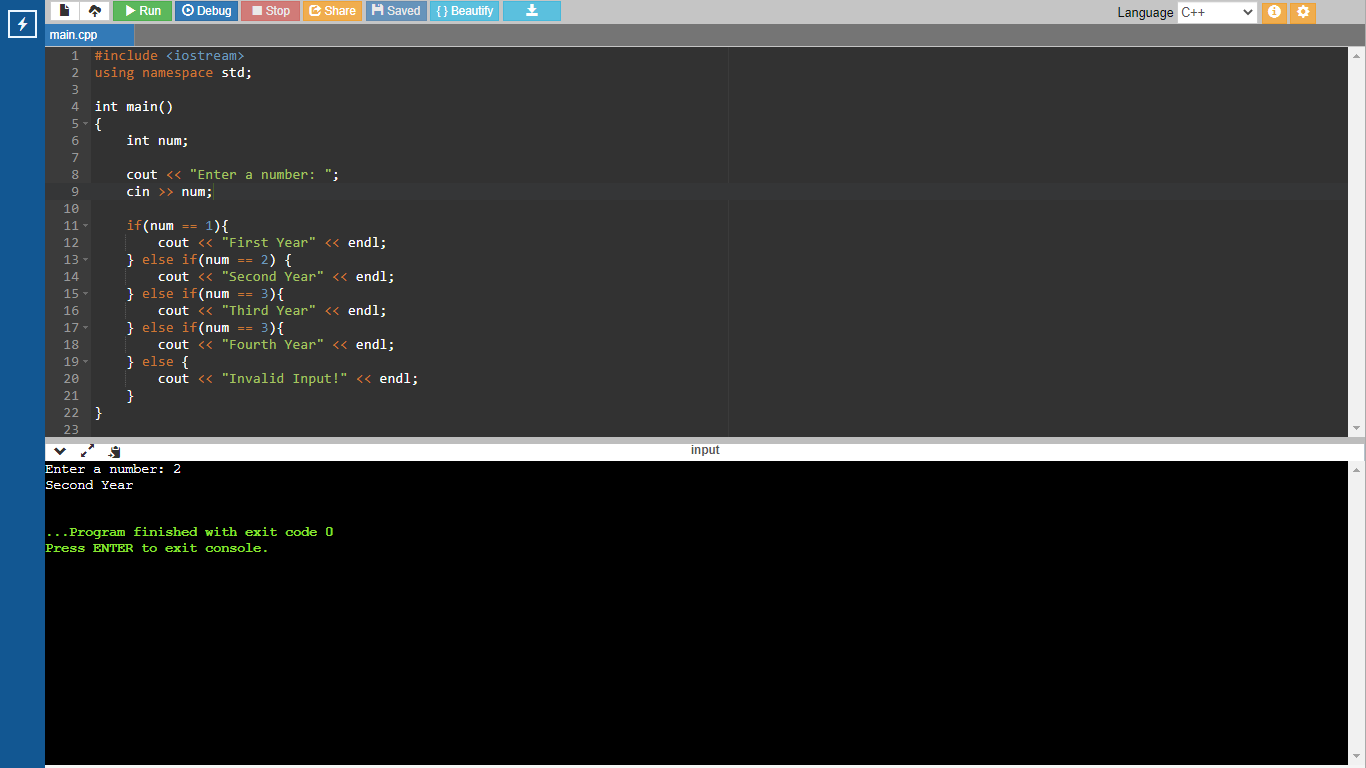 Run Debug Stop Share Saved { } Beautify Language C++
main.cpp
1 #include <iostream>
2 using namespace std;
3
4 int main()
5 {
6 int num;
7
8 cout << "Enter a number: ";
9 cin >> num;
10
11 if(num == 1){
12 cout << "First Year" << endl;
13 } else if(num == 2) {
14 cout << "Second Year" << endl;
15 } else if(num == 3){
16 cout << "Third Year" << endl;
17 } else if(num == 3){
18 cout << "Fourth Year" << endl;
19 } else {
20 cout << "Invalid Input!" << endl;
21 }
22 }
23
input
Enter a number: 2
Second Year
...Program finished with exit code 0
Press ENTER to exit console.